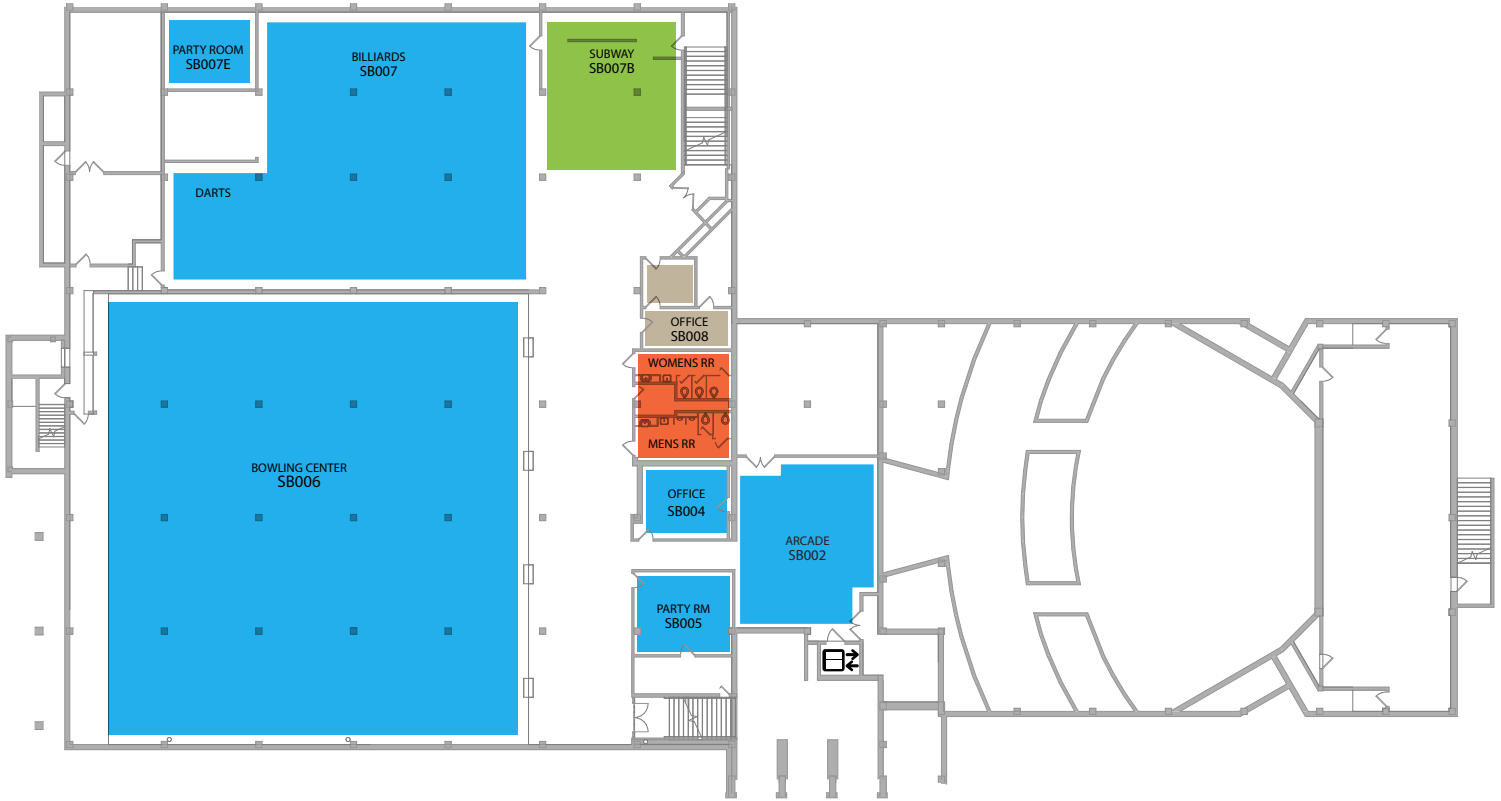 PARTY ROOM
SB007E
BILLIARDS
SB007
SUBWAY
SB007B
DARTS
OFFICE
SB008
WOMENS RR
MENS RR
BOWLING CENTER
SB006
OFFICE
SB004
ARCADE
SB002
PARTY RM
SB005